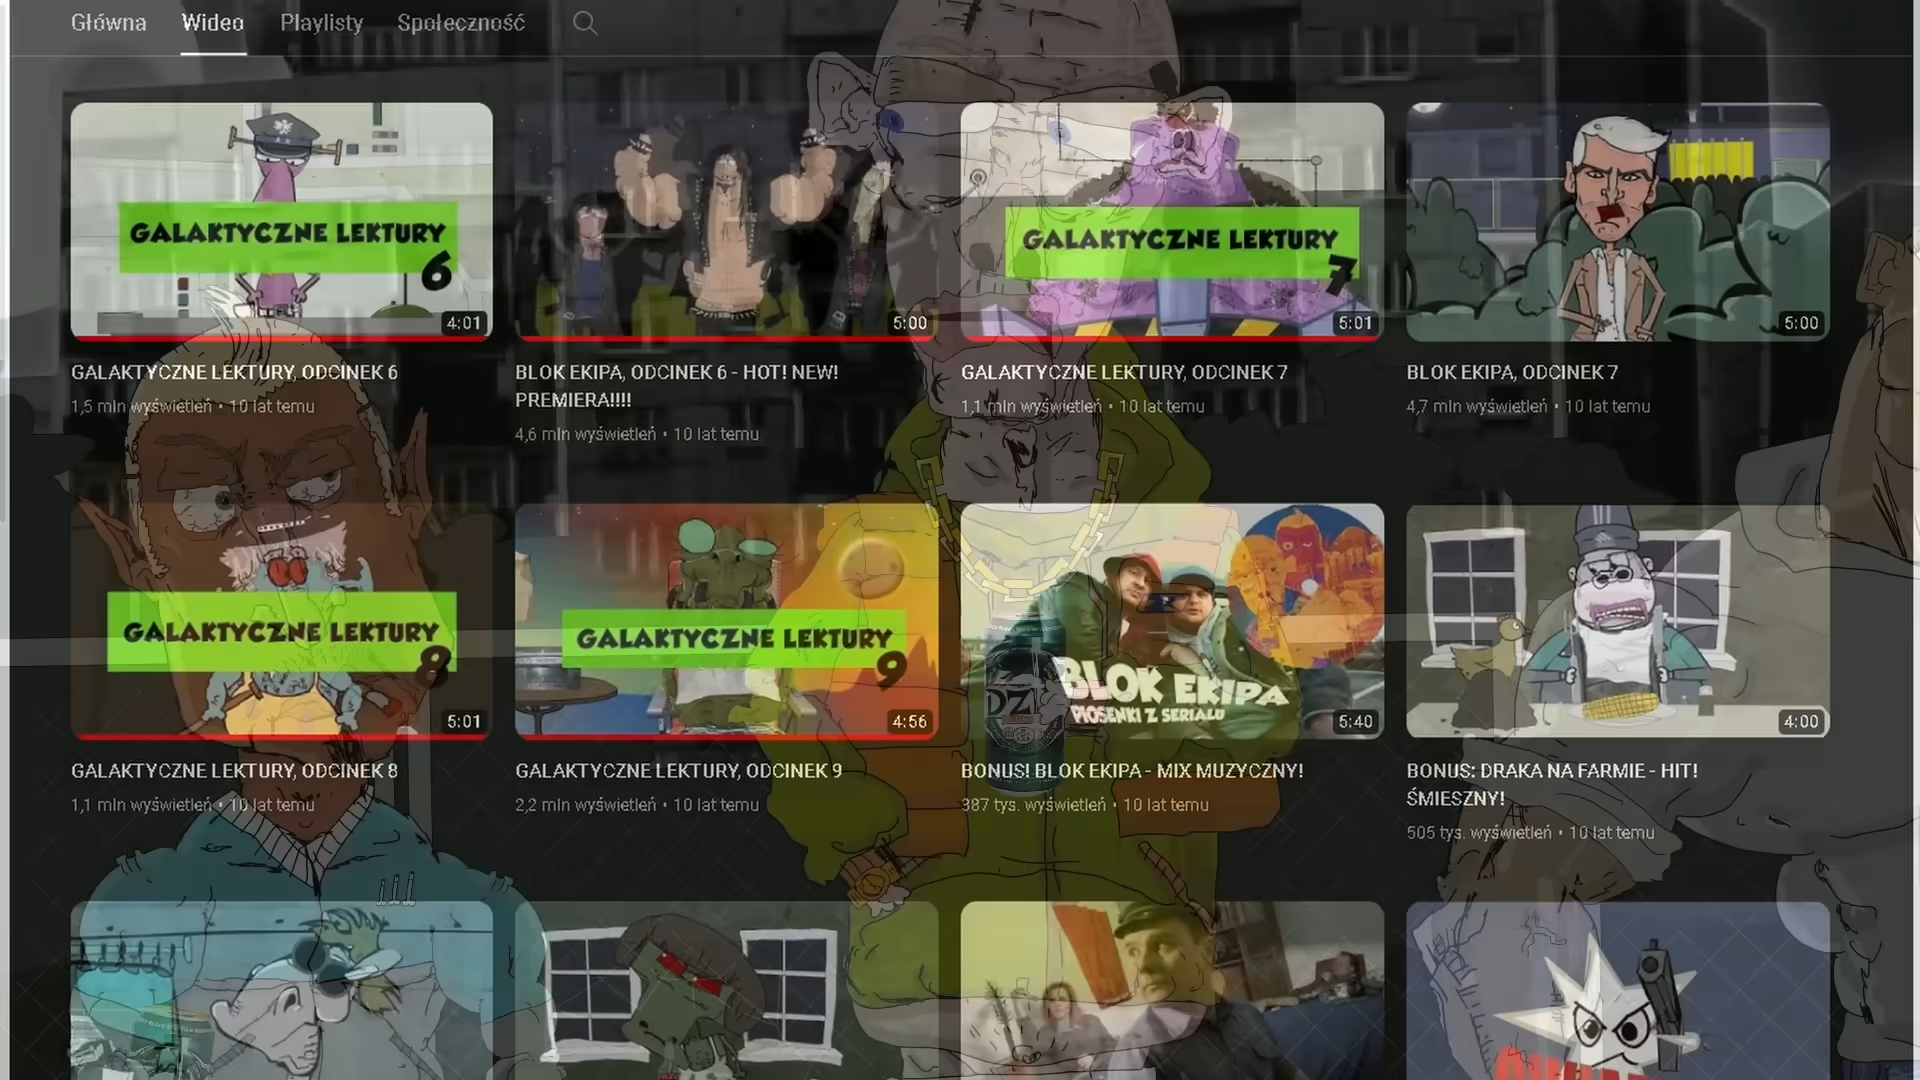 Główna Wideo Playlisty Społeczność
GALAKTYCZNE LEKTURY
6
4:01
5:00
GALAKTYCZNE LEKTURY
7
5:01
5:00
GALAKTYCZNE LEKTURY, ODCINEK 6
1,5 mln wyświetleń • 10 lat temu
BLOK EKIPA, ODCINEK 6 - HOT! NEW!
PREMIERA!!!!
4,6 mln wyświetleń • 10 lat temu
GALAKTYCZNE LEKTURY, ODCINEK 7
1,1 mln wyświetleń • 10 lat temu
BLOK EKIPA, ODCINEK 7
4,7 mln wyświetleń • 10 lat temu
GALAKTYCZNE LEKTURY
8
5:01
GALAKTYCZNE LEKTURY
9
4:56
BLOK EKIPA
PIOSENKI Z SERIALU
5:40
4:00
GALAKTYCZNE LEKTURY, ODCINEK 8
1,1 mln wyświetleń • 10 lat temu
GALAKTYCZNE LEKTURY, ODCINEK 9
2,2 mln wyświetleń • 10 lat temu
BONUS! BLOK EKIPA - MIX MUZYCZNY!
387 tys. wyświetleń • 10 lat temu
BONUS: DRAKA NA FARMIE - HIT!
ŚMIESZNY!
505 tys. wyświetleń • 10 lat temu